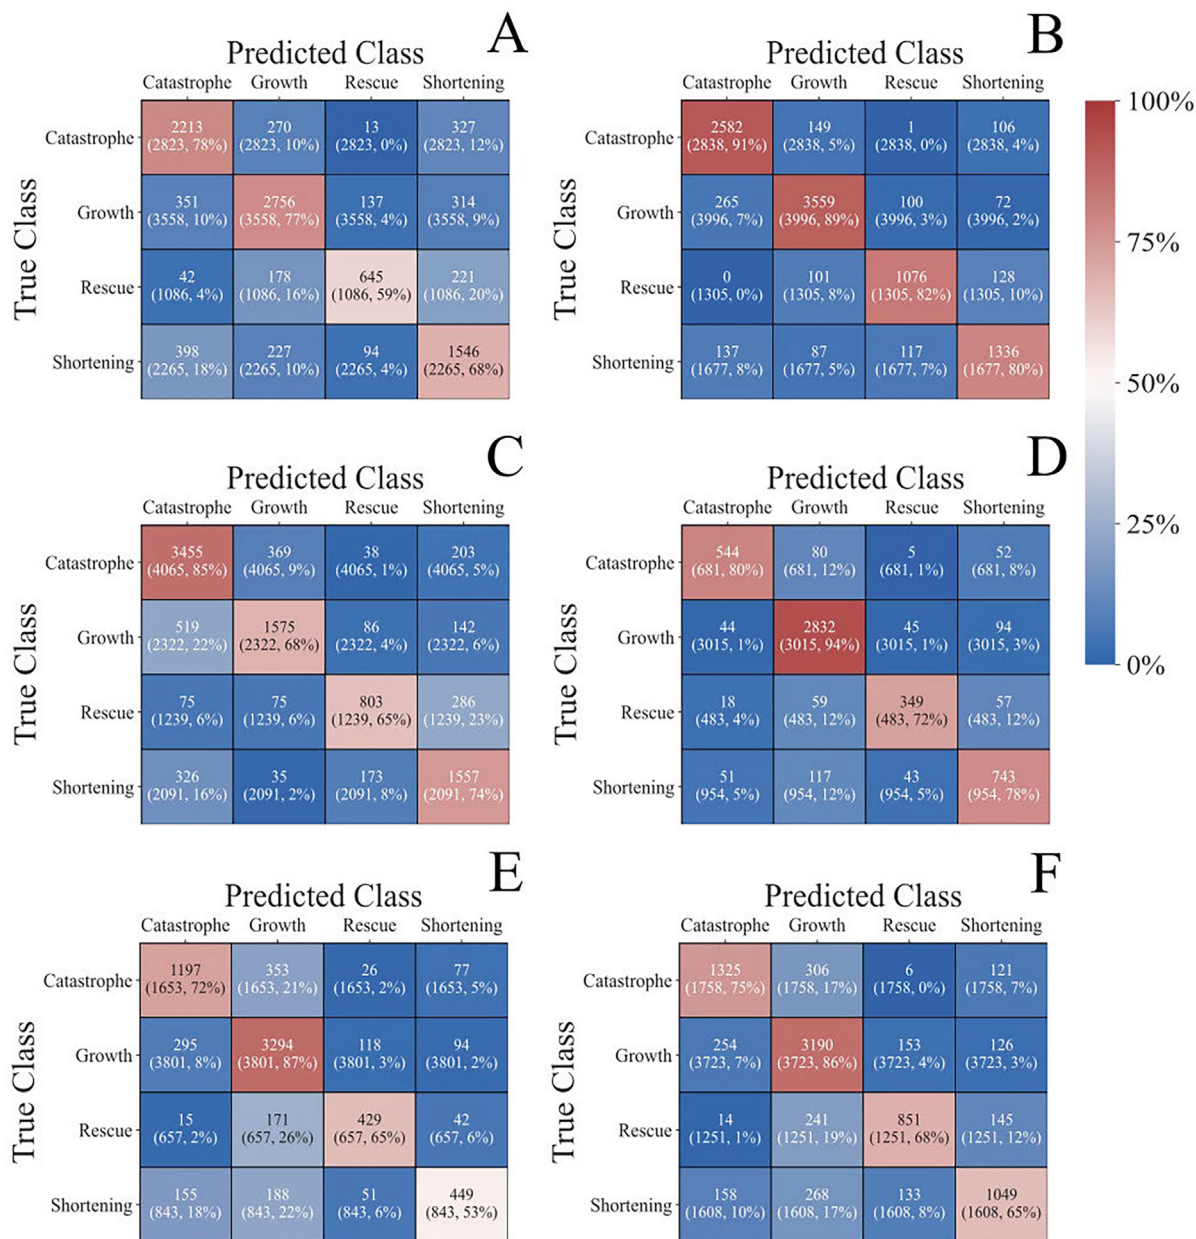 A
B
Predicted Class
Predicted Class
Catastrophe Growth Rescue Shortening
Catastrophe Growth Rescue Shortening
100%
75%
50%
25%
0%
True Class
Catastrophe
2213 270 13 327
(2823, 78%) (2823, 10%) (2823, 0%) (2823, 12%)
Growth
351 2756 137 314
(3558, 10%) (3558, 77%) (3558, 4%) (3558, 9%)
Rescue
42 178 645 221
(1086, 4%) (1086, 16%) (1086, 59%) (1086, 20%)
Shortening
398 227 94 1546
(2265, 18%) (2265, 10%) (2265, 4%) (2265, 68%)
True Class
Catastrophe
2582 149 1 106
(2838, 91%) (2838, 5%) (2838, 0%) (2838, 4%)
Growth
265 3559 100 72
(3996, 7%) (3996, 89%) (3996, 3%) (3996, 2%)
Rescue
0 101 1076 128
(1305, 0%) (1305, 8%) (1305, 82%) (1305, 10%)
Shortening
137 87 117 1336
(1677, 8%) (1677, 5%) (1677, 7%) (1677, 80%)
C
Predicted Class
Catastrophe Growth Rescue Shortening
True Class
Catastrophe
3455 369 38 203
(4065, 85%) (4065, 9%) (4065, 1%) (4065, 5%)
Growth
519 1575 86 142
(2322, 22%) (2322, 68%) (2322, 4%) (2322, 6%)
Rescue
75 75 803 286
(1239, 6%) (1239, 6%) (1239, 65%) (1239, 23%)
Shortening
326 35 173 1557
(2091, 16%) (2091, 2%) (2091, 8%) (2091, 74%)
D
Predicted Class
Catastrophe Growth Rescue Shortening
True Class
Catastrophe
544 80 5 52
(681, 80%) (681, 12%) (681, 1%) (681, 8%)
Growth
44 2832 45 94
(3015, 1%) (3015, 94%) (3015, 1%) (3015, 3%)
Rescue
18 59 349 57
(483, 4%) (483, 12%) (483, 72%) (483, 12%)
Shortening
51 117 43 743
(954, 5%) (954, 12%) (954, 5%) (954, 78%)
E
Predicted Class
Catastrophe Growth Rescue Shortening
True Class
Catastrophe
1197 353 26 77
(1653, 72%) (1653, 21%) (1653, 2%) (1653, 5%)
Growth
295 3294 118 94
(3801, 8%) (3801, 87%) (3801, 3%) (3801, 2%)
Rescue
15 171 429 42
(657, 2%) (657, 26%) (657, 65%) (657, 6%)
Shortening
155 188 51 449
(843, 18%) (843, 22%) (843, 6%) (843, 53%)
F
Predicted Class
Catastrophe Growth Rescue Shortening
True Class
Catastrophe
1325 306 6 121
(1758, 75%) (1758, 17%) (1758, 0%) (1758, 7%)
Growth
254 3190 153 126
(3723, 7%) (3723, 86%) (3723, 4%) (3723, 3%)
Rescue
14 241 851 145
(1251, 1%) (1251, 19%) (1251, 68%) (1251, 12%)
Shortening
158 268 133 1049
(1608, 10%) (1608, 17%) (1608, 8%) (1608, 65%)